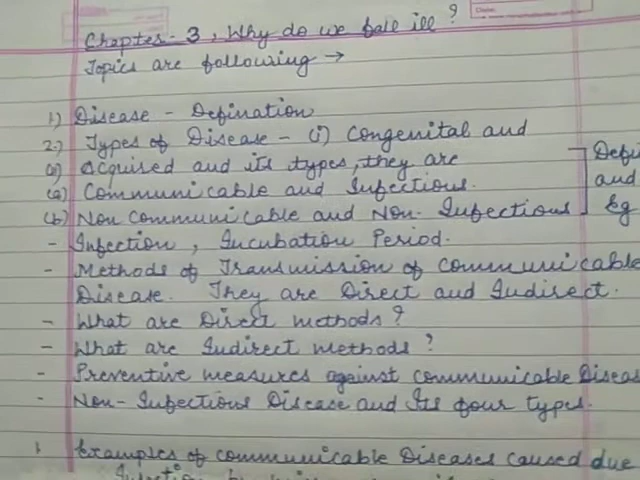 Chapter - 3, Why do we fall ill?
Topics are following →
1) Disease - Defination
2.) Types of Disease - (i) Congenital and
Acquised and its types, they are
(a) Communicable and Infectious.
(b) Non Communicable and Non-Infectious
Defi
and
Eg
- Infection, Incubation Period.
- Methods of Transmission of Communicable
Disease. They are Direct and Indirect.
- What are Direct methods?
- What are Indirect methods?
- Preventive measures against communicable Diseas
- Non-Infectious Disease and Its four types.
Examples of communicable Diseases caused due